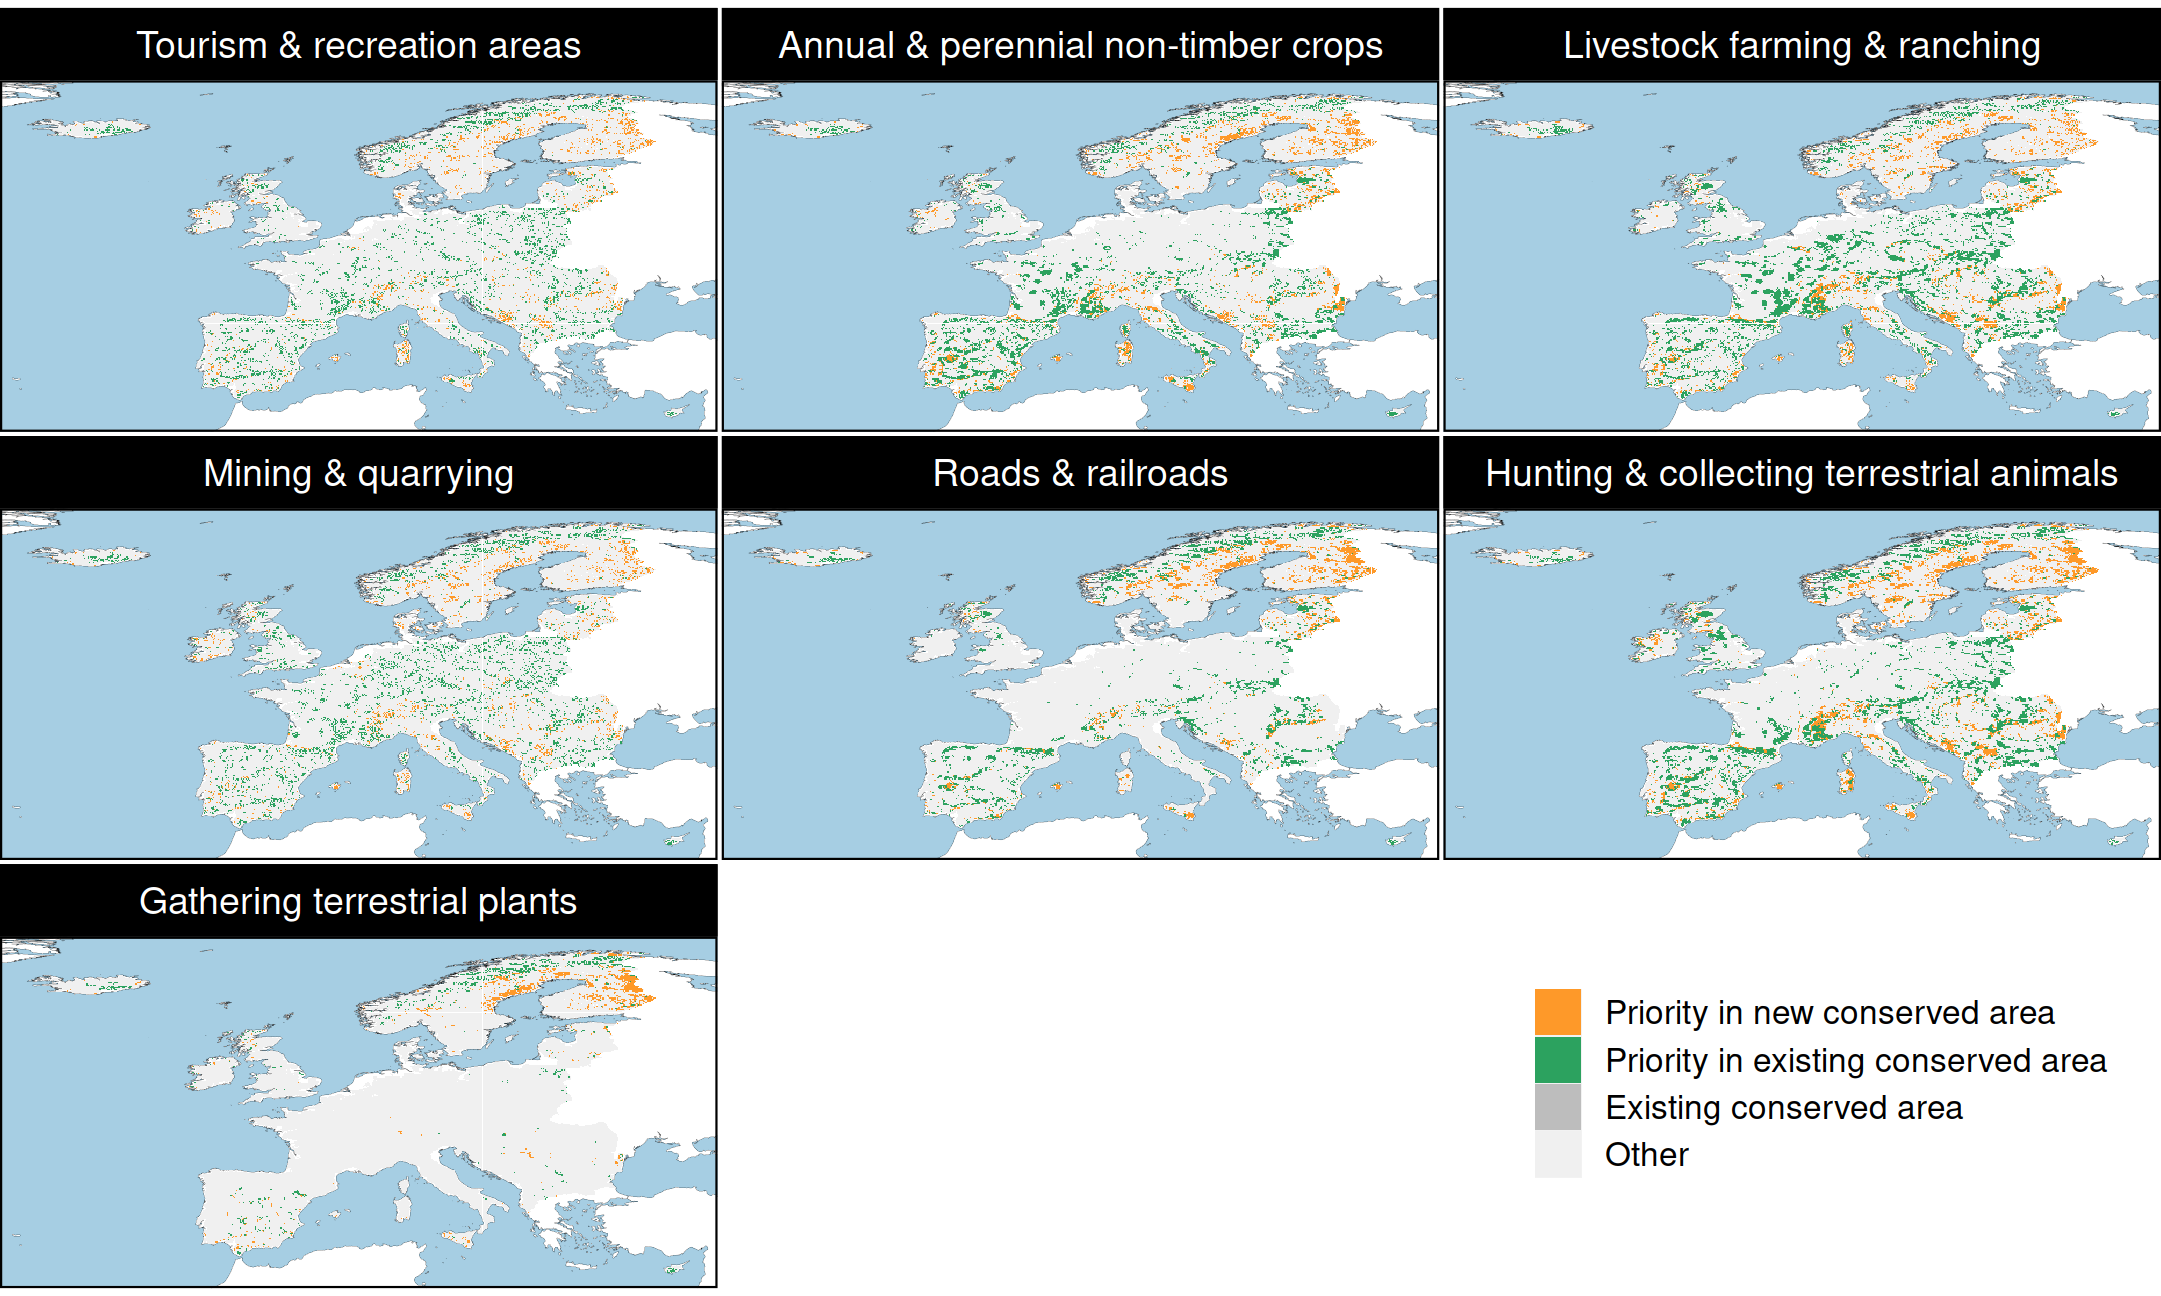 Tourism & recreation areas
Annual & perennial non-timber crops
Livestock farming & ranching
Mining & quarrying
Roads & railroads
Hunting & collecting terrestrial animals
Gathering terrestrial plants
Priority in new conserved area
Priority in existing conserved area
Existing conserved area
Other